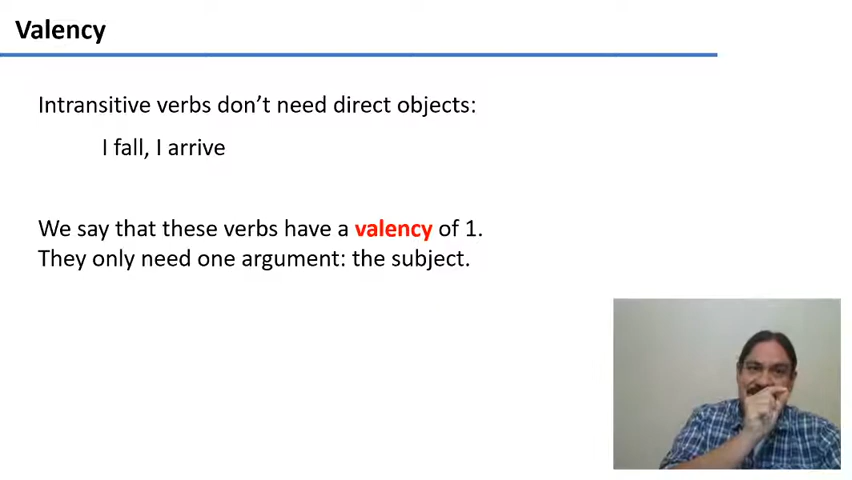 Valency
Intransitive verbs don’t need direct objects:
I fall, I arrive
We say that these verbs have a valency of 1.
They only need one argument: the subject.